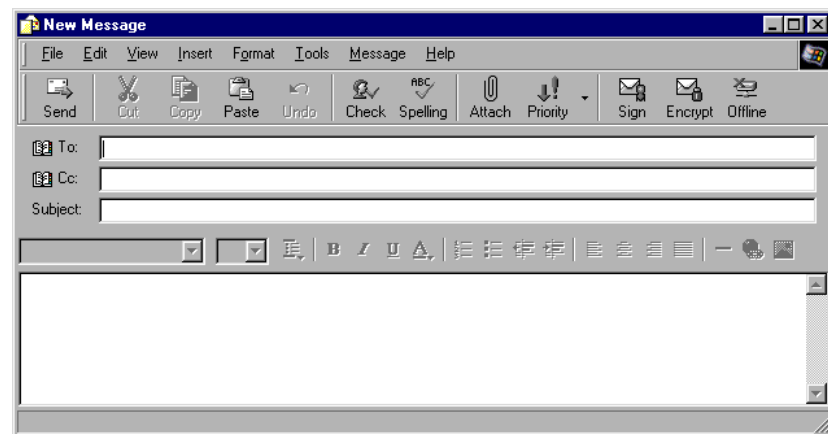 New Message
File Edit View Insert Format Tools Message Help
ABC
Send Cut Copy Paste Undo Check Spelling Attach Priority Sign Encrypt Offline
To:
Cc:
Subject:
B I U A